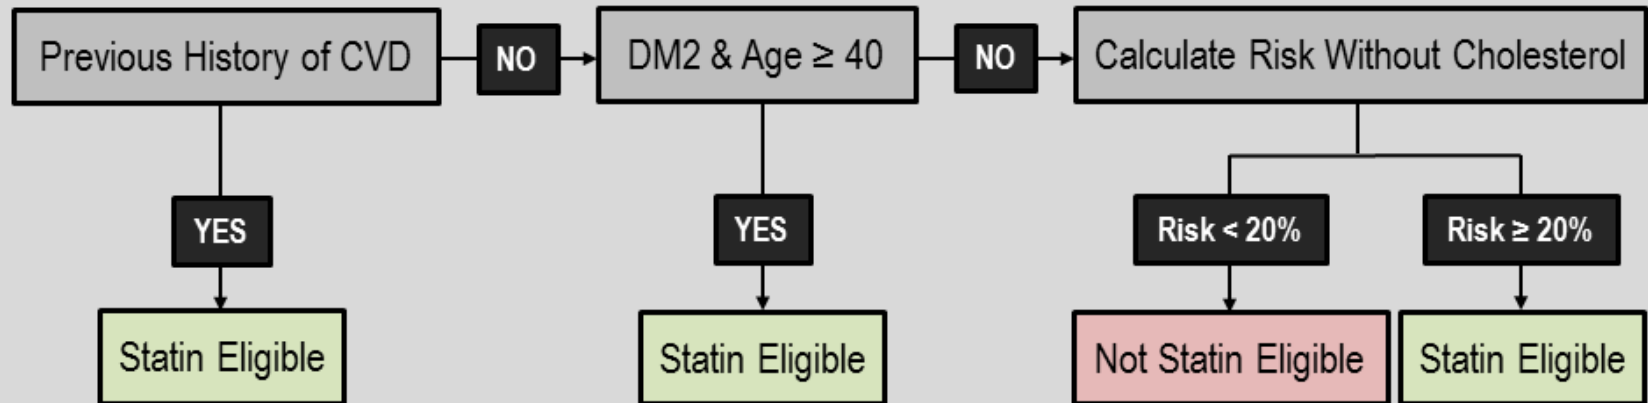 Previous History of CVD
NO
DM2 & Age ≥ 40
NO
Calculate Risk Without Cholesterol
YES
YES
Risk < 20%
Risk ≥ 20%
Statin Eligible
Statin Eligible
Not Statin Eligible
Statin Eligible